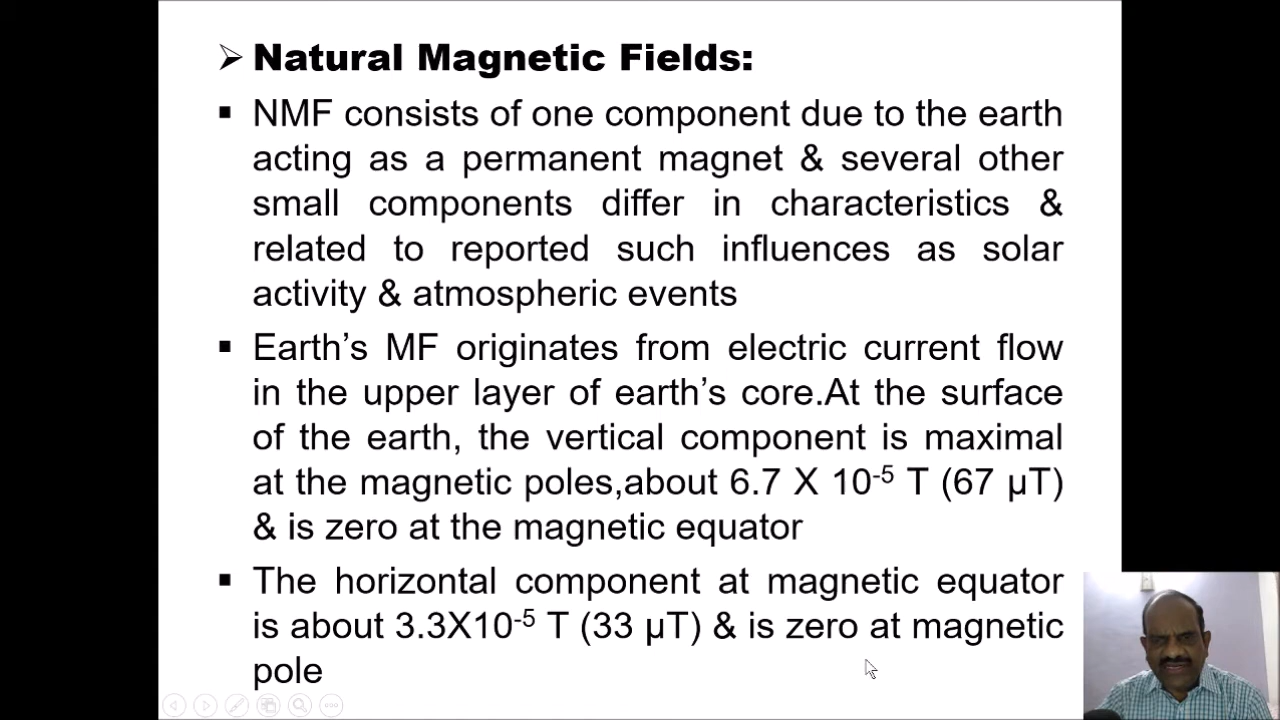 ➢ Natural Magnetic Fields:
▪ NMF consists of one component due to the earth
acting as a permanent magnet & several other
small components differ in characteristics &
related to reported such influences as solar
activity & atmospheric events
▪ Earth’s MF originates from electric current flow
in the upper layer of earth’s core.At the surface
of the earth, the vertical component is maximal
at the magnetic poles,about 6.7 X 10⁻⁵ T (67 µT)
& is zero at the magnetic equator
▪ The horizontal component at magnetic equator
is about 3.3X10⁻⁵ T (33 µT) & is zero at magnetic
pole